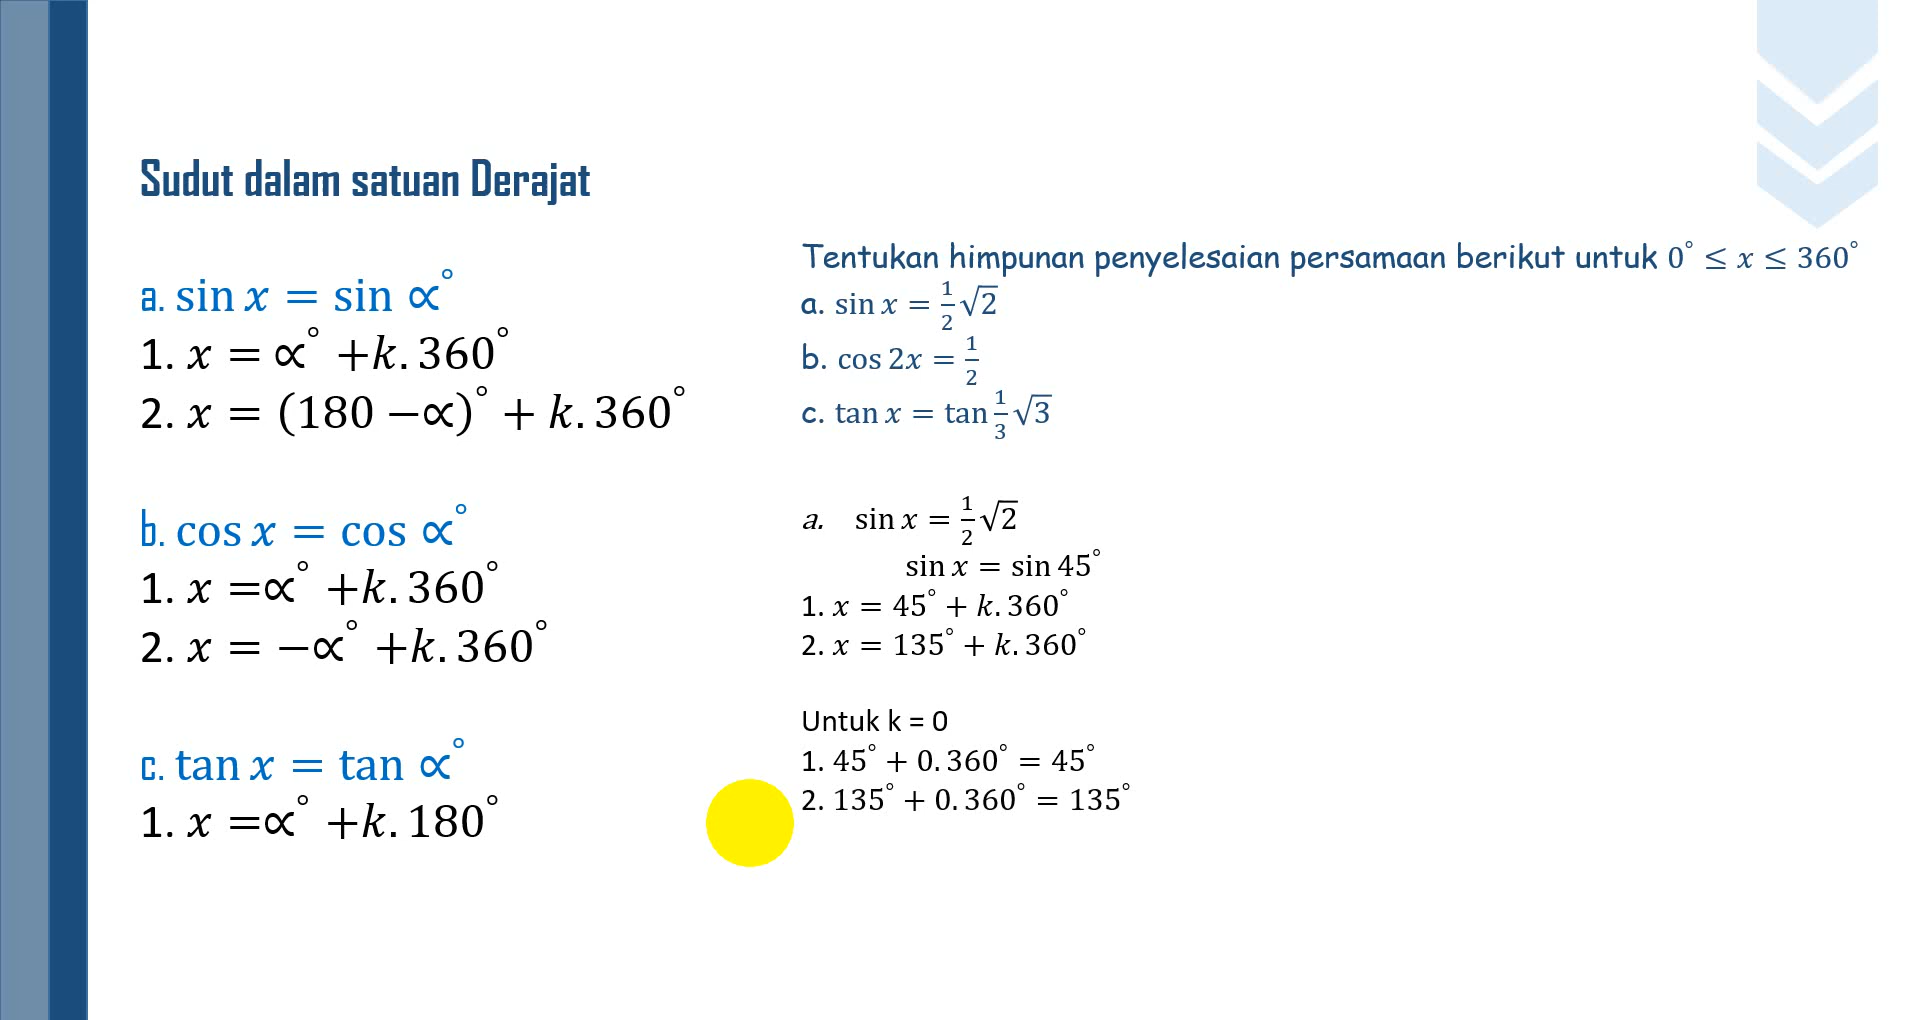 Sudut dalam satuan Derajat
a. sin x = sin ∝°
1. x = ∝° +k. 360°
2. x = (180 −∝)° + k. 360°
b. cos x = cos ∝°
1. x =∝° +k. 360°
2. x = −∝° +k. 360°
c. tan x = tan ∝°
1. x =∝° +k. 180°
Tentukan himpunan penyelesaian persamaan berikut untuk 0° ≤ x ≤ 360°
a. sin x = 1/2 √2
b. cos 2x = 1/2
c. tan x = tan 1/3 √3
a. sin x = 1/2 √2
sin x = sin 45°
1. x = 45° + k. 360°
2. x = 135° + k. 360°
Untuk k = 0
1. 45° + 0. 360° = 45°
2. 135° + 0. 360° = 135°